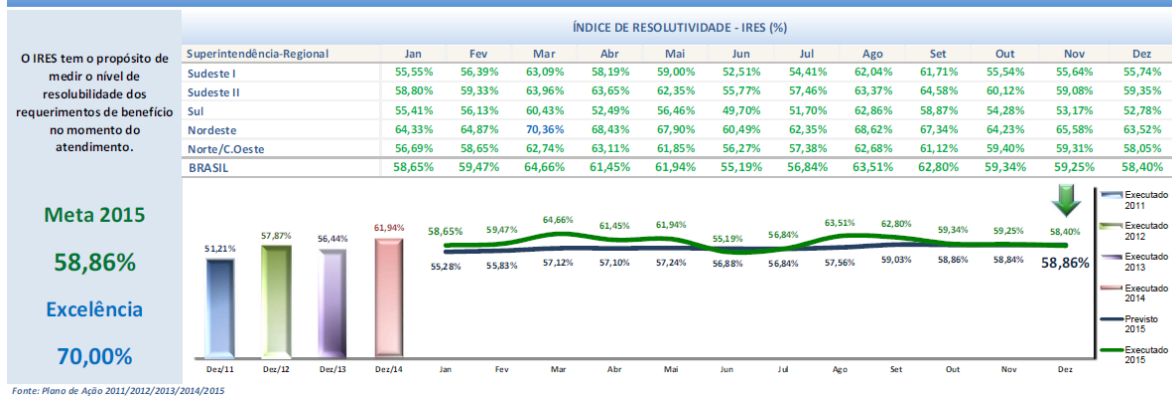 ÍNDICE DE RESOLUTIVIDADE - IRES (%)
O IRES tem o propósito de
medir o nível de
resolubilidade dos
requerimentos de benefício
no momento do
atendimento.
Meta 2015
58,86%
Excelência
70,00%
Superintendência-Regional Jan Fev Mar Abr Mai Jun Jul Ago Set Out Nov Dez
Sudeste I 55,55% 56,39% 63,09% 58,19% 59,00% 52,51% 54,41% 62,04% 61,71% 55,54% 55,64% 55,74%
Sudeste II 58,80% 59,33% 63,96% 63,65% 62,35% 55,77% 57,46% 63,37% 64,58% 60,12% 59,08% 59,35%
Sul 55,41% 56,13% 60,43% 52,49% 56,46% 49,70% 51,70% 62,86% 58,87% 54,28% 53,17% 52,78%
Nordeste 64,33% 64,87% 70,36% 68,43% 67,90% 60,49% 62,35% 68,62% 67,34% 64,23% 65,58% 63,52%
Norte/C.Oeste 56,69% 58,65% 62,74% 63,11% 61,85% 56,27% 57,38% 62,68% 61,12% 59,40% 59,31% 58,05%
BRASIL 58,65% 59,47% 64,66% 61,45% 61,94% 55,19% 56,84% 63,51% 62,80% 59,34% 59,25% 58,40%
51,21% 57,87% 56,44% 61,94%
58,65% 59,47% 64,66% 61,45% 61,94% 55,19% 56,84% 63,51% 62,80% 59,34% 59,25% 58,40%
55,28% 55,83% 57,12% 57,10% 57,24% 56,88% 56,84% 57,56% 59,03% 58,86% 58,84% 58,86%
Dez/11 Dez/12 Dez/13 Dez/14 Jan Fev Mar Abr Mai Jun Jul Ago Set Out Nov Dez
Executado
2011
Executado
2012
Executado
2013
Executado
2014
Previsto
2015
Executado
2015
Fonte: Plano de Ação 2011/2012/2013/2014/2015